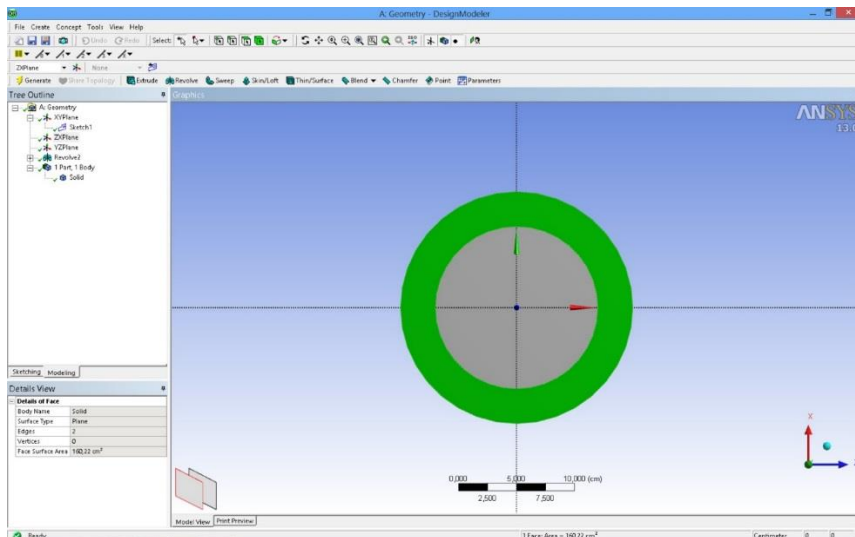 A: Geometry - DesignModeler
File Create Concept Tools View Help
Undo Redo Select:
ZXPlane None
Generate Share Topology Extrude Revolve Sweep Skin/Loft Thin/Surface Blend Chamfer Point Parameters
Tree Outline
Graphics
A: Geometry
XYPlane
Sketch1
ZXPlane
YZPlane
Revolve2
1 Part, 1 Body
Solid
ANSYS
13.0
Sketching Modeling
Details View
Details of Face
Body Name Solid
Surface Type Plane
Edges 2
Vertices 0
Face Surface Area 160,22 cm²
X
0,000 5,000 10,000 (cm)
2,500 7,500
Model View Print Preview
Ready 1 Face: Area = 160,22 cm² Centimeter 0 0